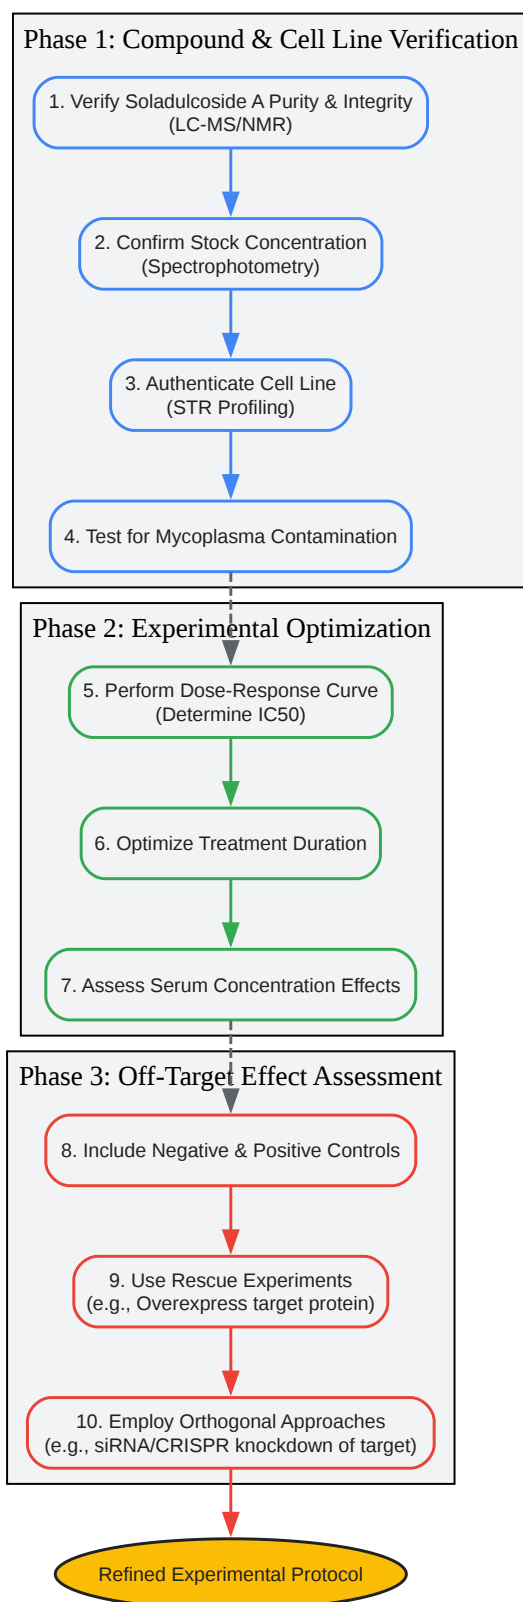 Phase 1: Compound & Cell Line Verification
1. Verify Soladulcoside A Purity & Integrity
(LC-MS/NMR)
2. Confirm Stock Concentration
(Spectrophotometry)
3. Authenticate Cell Line
(STR Profiling)
4. Test for Mycoplasma Contamination
Phase 2: Experimental Optimization
5. Perform Dose-Response Curve
(Determine IC50)
6. Optimize Treatment Duration
7. Assess Serum Concentration Effects
Phase 3: Off-Target Effect Assessment
8. Include Negative & Positive Controls
9. Use Rescue Experiments
(e.g., Overexpress target protein)
10. Employ Orthogonal Approaches
(e.g., siRNA/CRISPR knockdown of target)
Refined Experimental Protocol